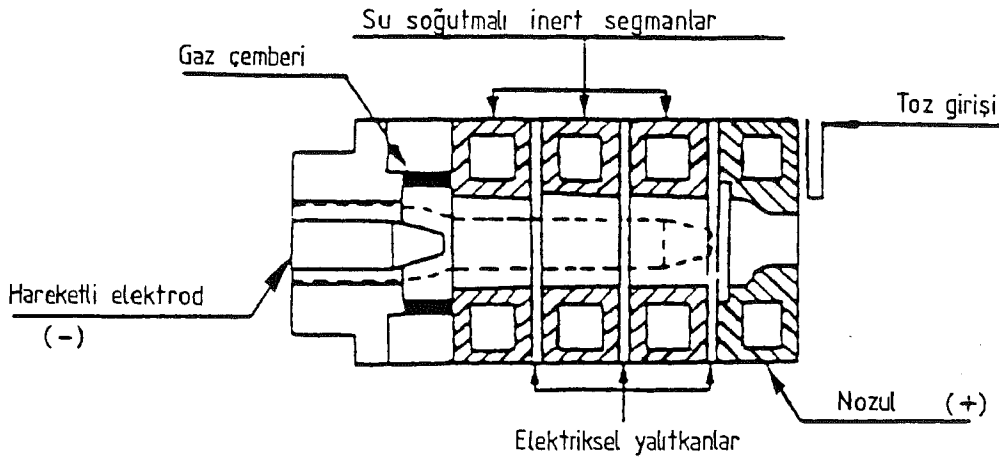 Su soğutmalı inert segmanlar
Gaz çemberi
Toz girişi
Hareketli elektrod
(-)
Nozul (+)
Elektriksel yalıtkanlar